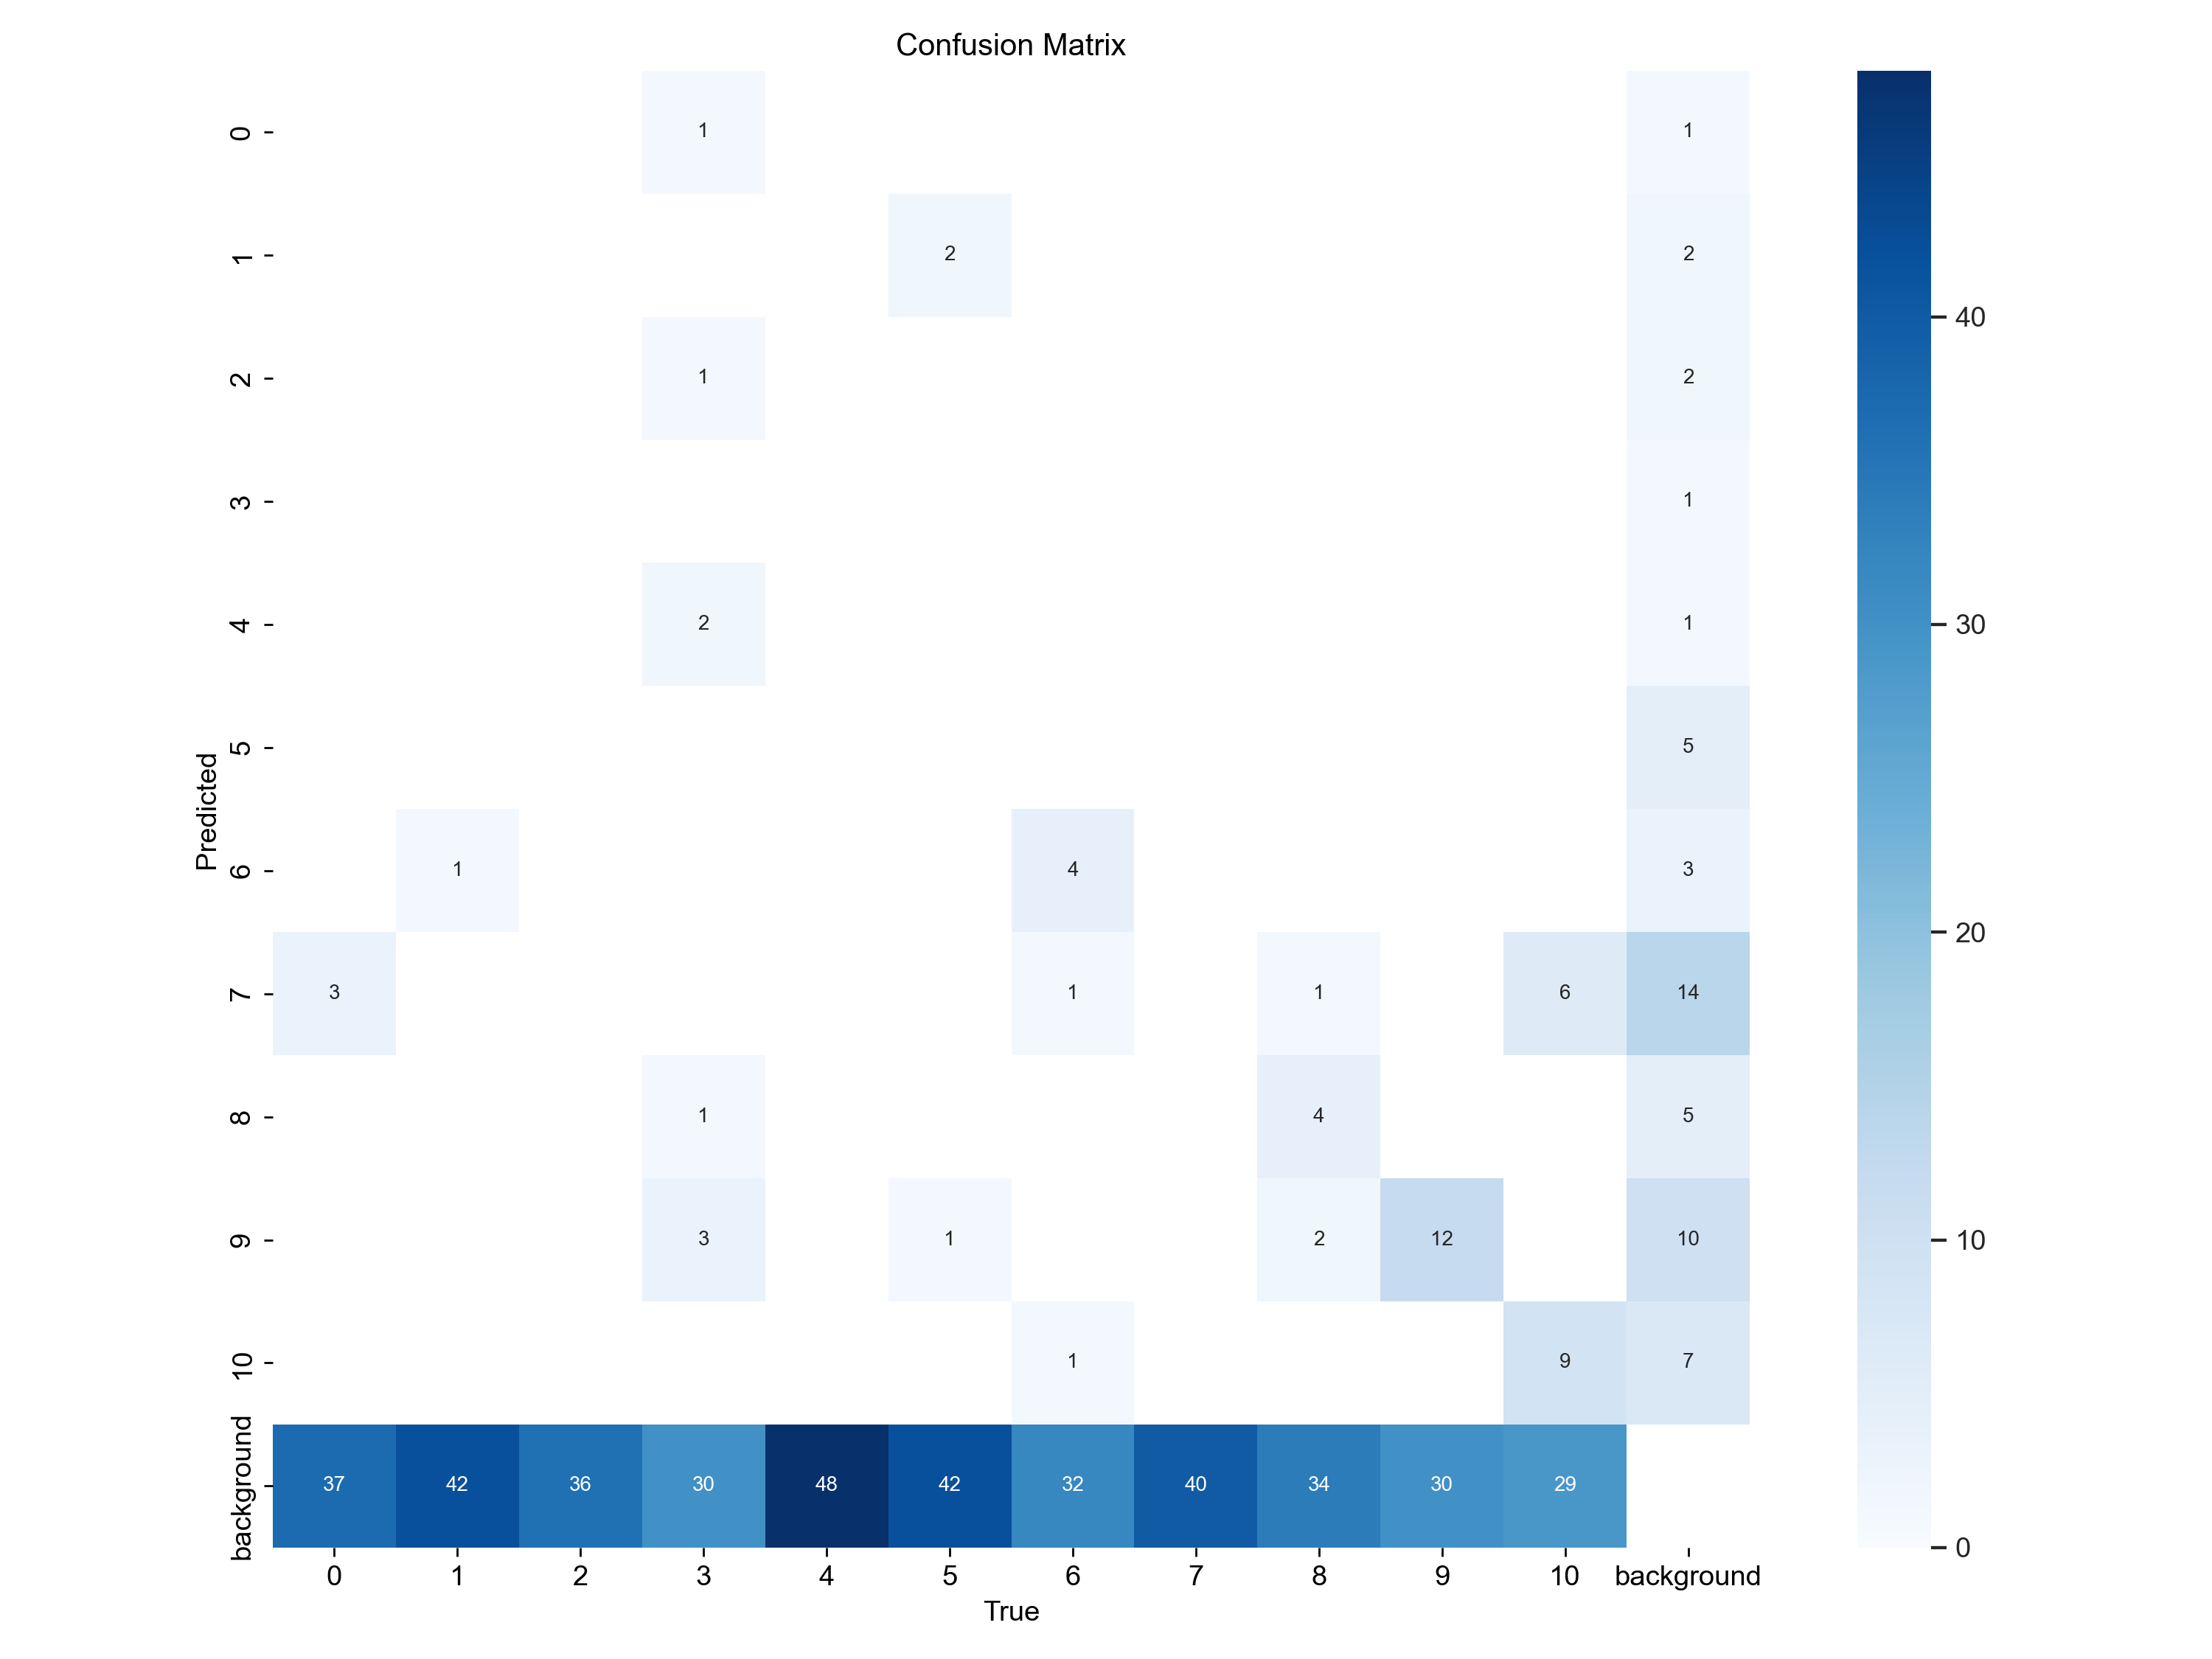 Confusion Matrix
0 1 1
1 2 2
2 1 2
3 1
4 2 1
5 5
6 1 4 3
7 3 1 1 6 14
8 1 4 5
9 3 1 2 12 10
10 1 9 7
background 37 42 36 30 48 42 32 40 34 30 29
0 1 2 3 4 5 6 7 8 9 10 background
True
Predicted
40
30
20
10
0